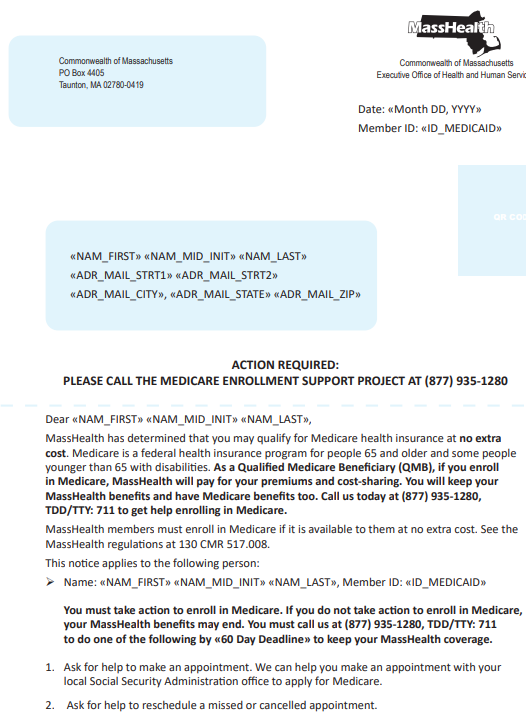 MassHealth
Commonwealth of Massachusetts
PO Box 4405
Taunton, MA 02780-0419
Commonwealth of Massachusetts
Executive Office of Health and Human
Date: «Month DD, YYYY»
Member ID: «ID_MEDICAID»
«NAM_FIRST» «NAM_MID_INIT» «NAM_LAST»
«ADR_MAIL_STRT1» «ADR_MAIL_STRT2»
«ADR_MAIL_CITY», «ADR_MAIL_STATE» «ADR_MAIL_ZIP»
ACTION REQUIRED:
PLEASE CALL THE MEDICARE ENROLLMENT SUPPORT PROJECT AT (877) 935-1280
Dear «NAM_FIRST» «NAM_MID_INIT» «NAM_LAST»,
MassHealth has determined that you may qualify for Medicare health insurance at no extra
cost. Medicare is a federal health insurance program for people 65 and older and some people
younger than 65 with disabilities. As a Qualified Medicare Beneficiary (QMB), if you enroll
in Medicare, MassHealth will pay for your premiums and cost-sharing. You will keep your
MassHealth benefits and have Medicare benefits too. Call us today at (877) 935-1280,
TDD/TTY: 711 to get help enrolling in Medicare.
MassHealth members must enroll in Medicare if it is available to them at no extra cost. See the
MassHealth regulations at 130 CMR 517.008.
This notice applies to the following person:
➢ Name: «NAM_FIRST» «NAM_MID_INIT» «NAM_LAST», Member ID: «ID_MEDICAID»
You must take action to enroll in Medicare. If you do not take action to enroll in Medicare,
your MassHealth benefits may end. You must call us at (877) 935-1280, TDD/TTY: 711
to do one of the following by «60 Day Deadline» to keep your MassHealth coverage.
1. Ask for help to make an appointment. We can help you make an appointment with your
local Social Security Administration office to apply for Medicare.
2. Ask for help to reschedule a missed or cancelled appointment.